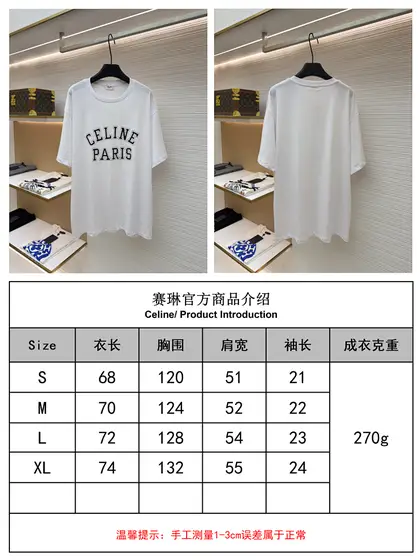 CELINE
PARIS
赛琳官方商品介绍
Celine/ Product Introduction
Size 衣长 胸围 肩宽 袖长 成衣克重
S 68 120 51 21
M 70 124 52 22
L 72 128 54 23 270g
XL 74 132 55 24
温馨提示：手工测量1-3cm误差属于正常